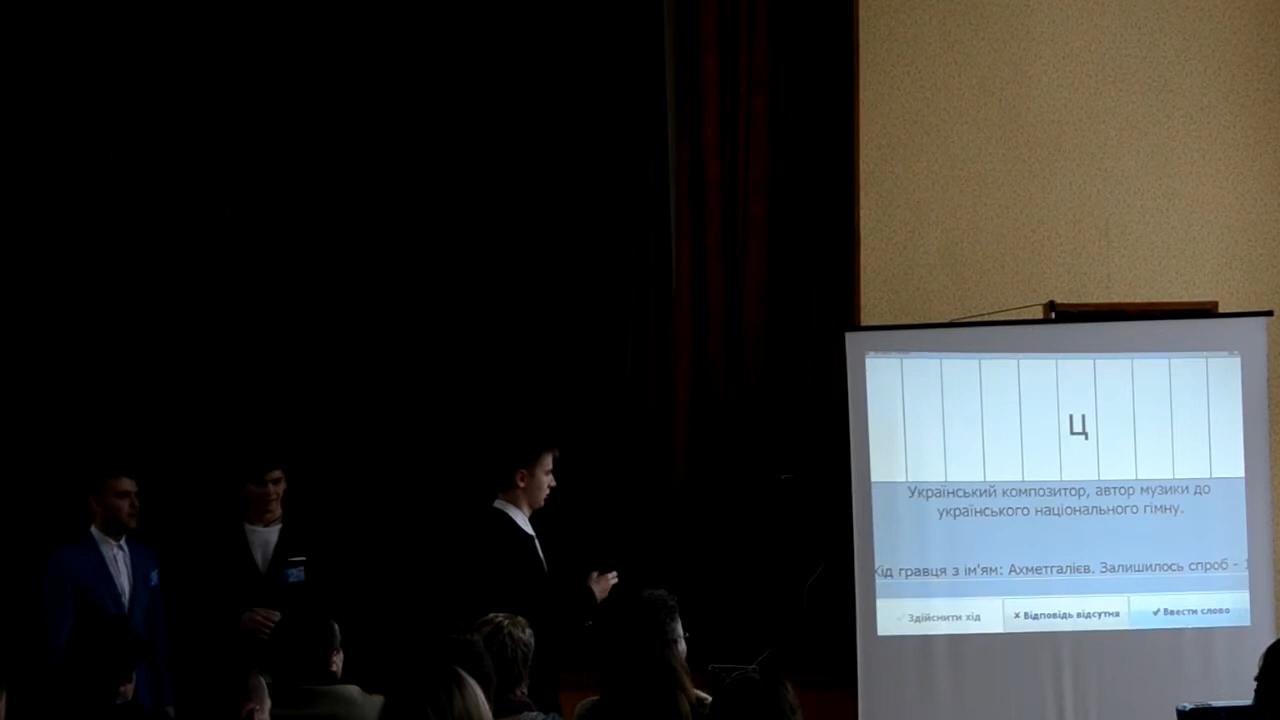 Ц
Український композитор, автор музики до
українського національного гімну.
Хід гравця з ім'ям: Ахметгалієв. Залишилось спроб -
✓ Здійснити хід
✗ Відповідь відсутня
✔ Ввести слово